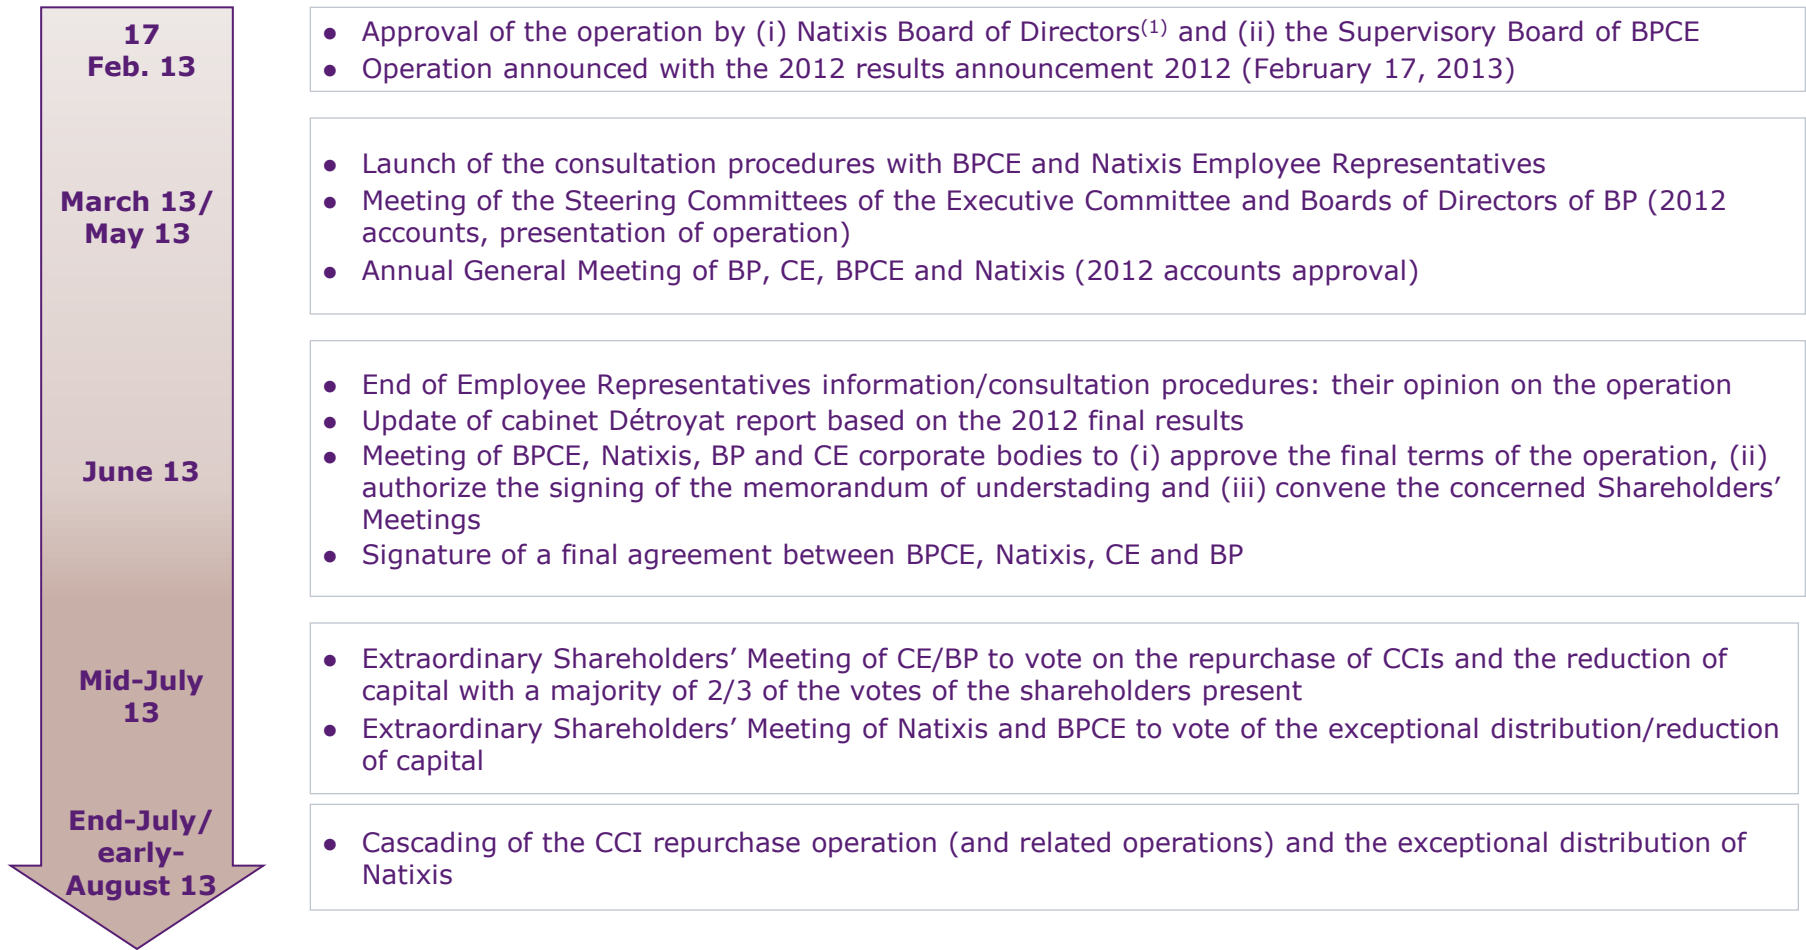 17
Feb. 13
● Approval of the operation by (i) Natixis Board of Directors(1) and (ii) the Supervisory Board of BPCE
● Operation announced with the 2012 results announcement 2012 (February 17, 2013)
March 13/
May 13
● Launch of the consultation procedures with BPCE and Natixis Employee Representatives
● Meeting of the Steering Committees of the Executive Committee and Boards of Directors of BP (2012
accounts, presentation of operation)
● Annual General Meeting of BP, CE, BPCE and Natixis (2012 accounts approval)
June 13
● End of Employee Representatives information/consultation procedures: their opinion on the operation
● Update of cabinet Détroyat report based on the 2012 final results
● Meeting of BPCE, Natixis, BP and CE corporate bodies to (i) approve the final terms of the operation, (ii)
authorize the signing of the memorandum of understading and (iii) convene the concerned Shareholders’
Meetings
● Signature of a final agreement between BPCE, Natixis, CE and BP
Mid-July
13
● Extraordinary Shareholders’ Meeting of CE/BP to vote on the repurchase of CCIs and the reduction of
capital with a majority of 2/3 of the votes of the shareholders present
● Extraordinary Shareholders’ Meeting of Natixis and BPCE to vote of the exceptional distribution/reduction
of capital
End-July/
early-
August 13
● Cascading of the CCI repurchase operation (and related operations) and the exceptional distribution of
Natixis